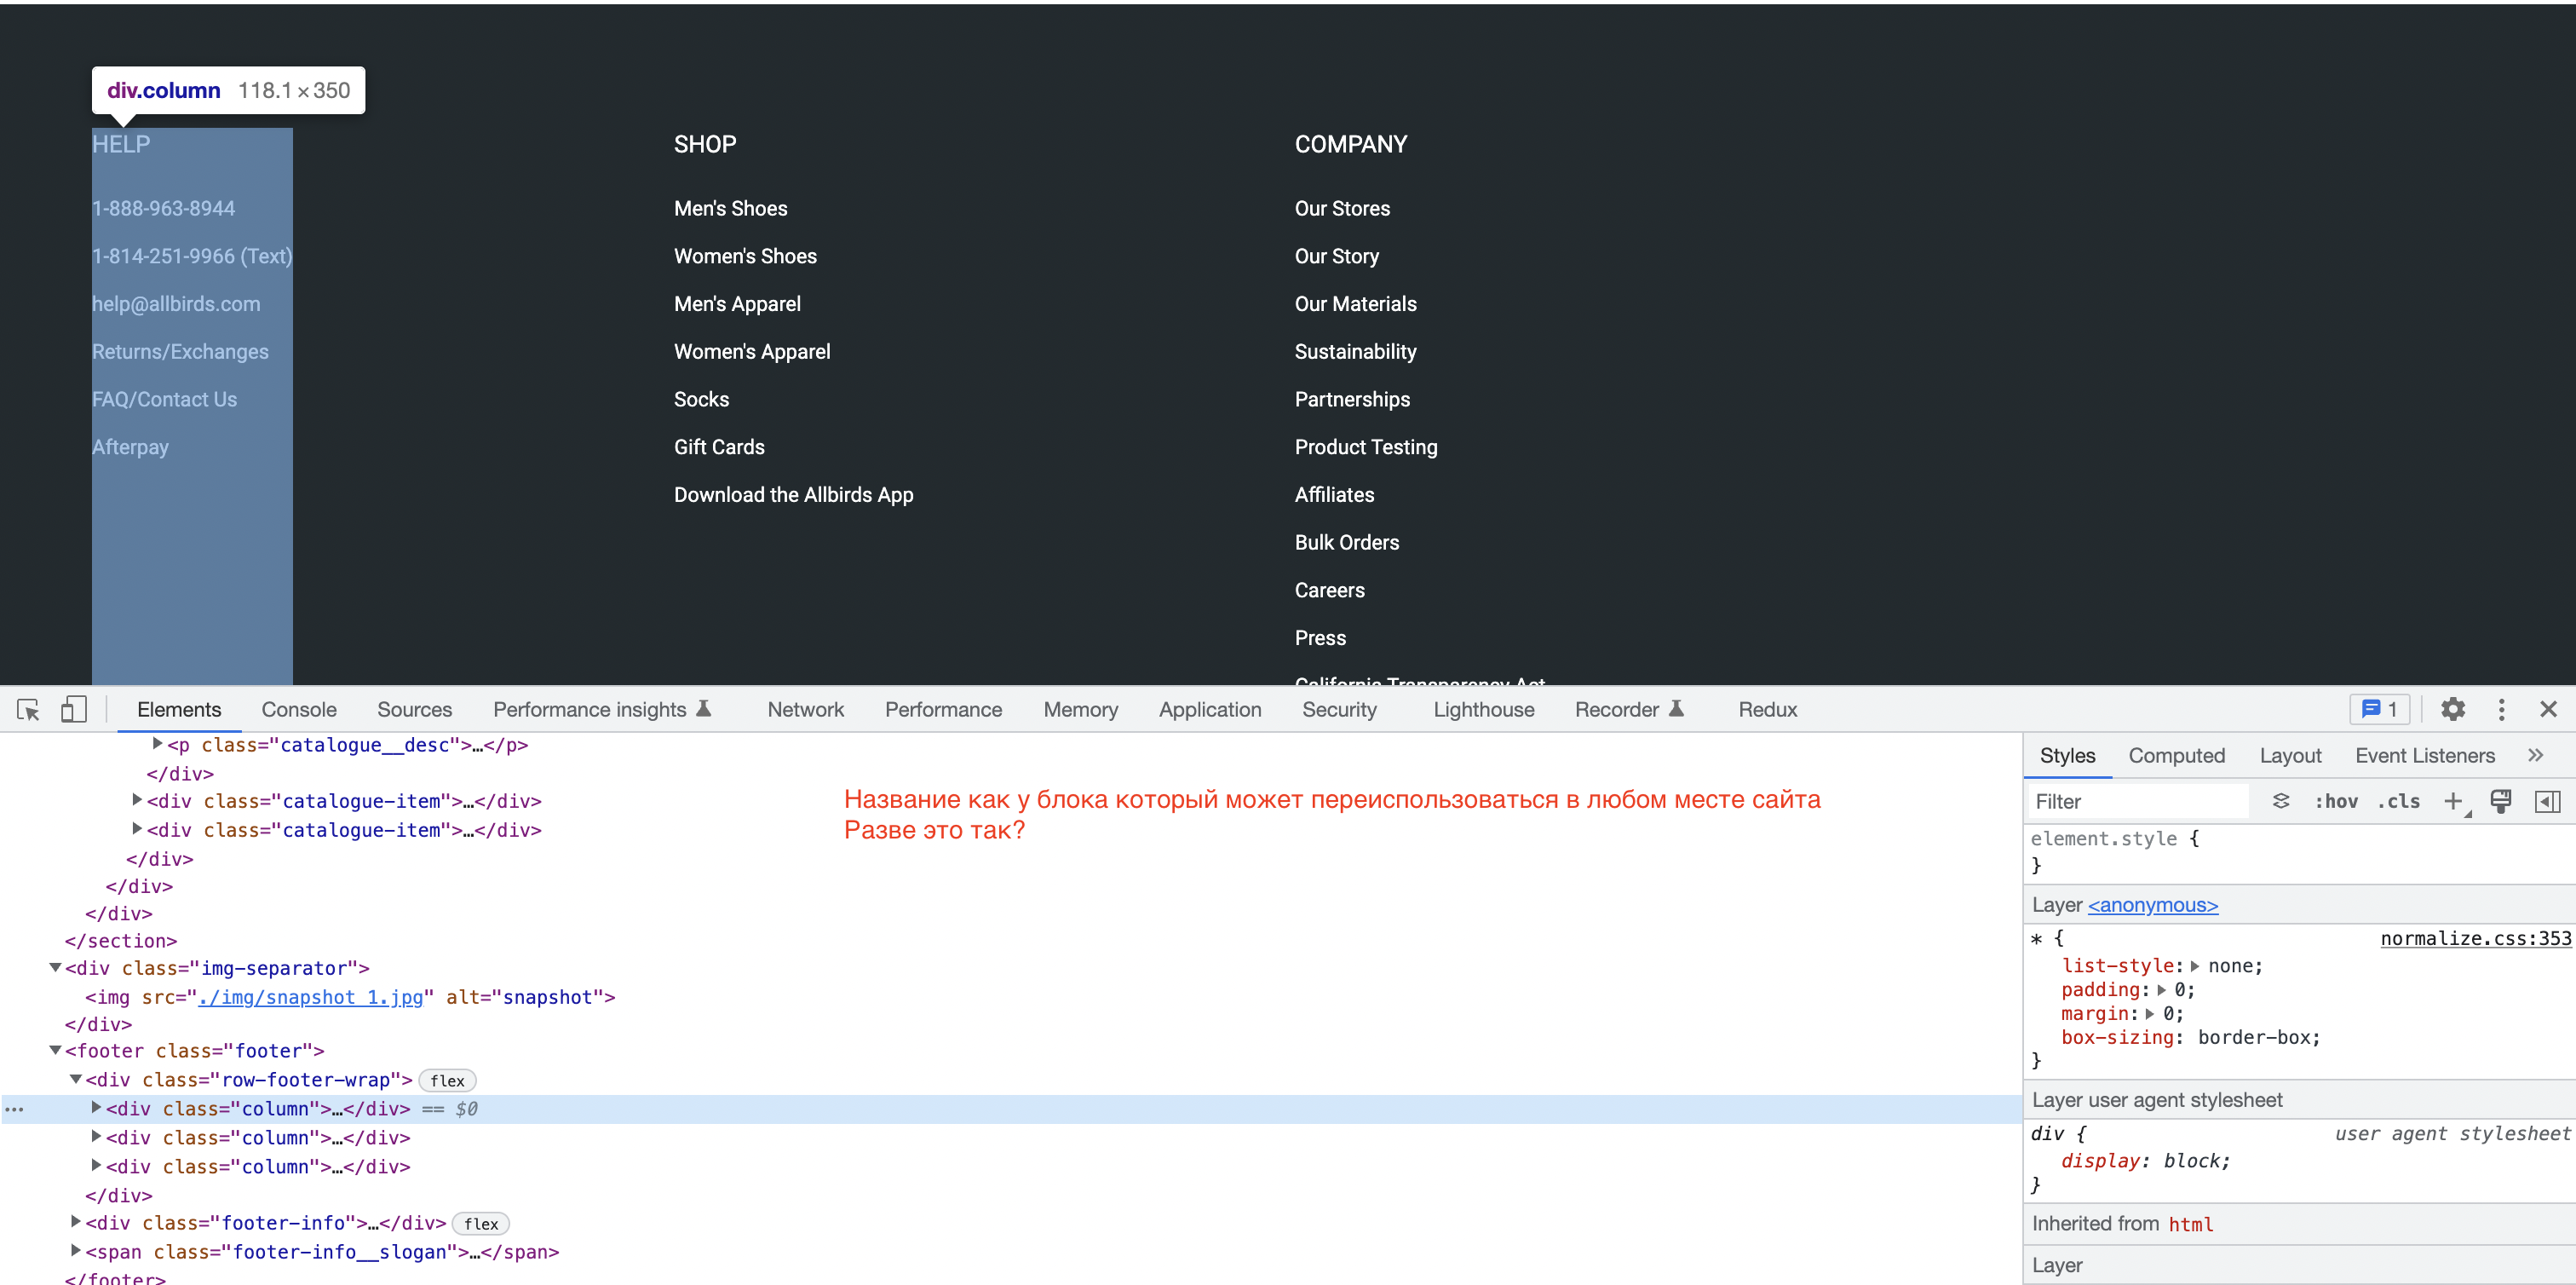 div.column 118.1 × 350
HELP
1-888-963-8944
1-814-251-9966 (Text)
help@allbirds.com
Returns/Exchanges
FAQ/Contact Us
Afterpay
SHOP
Men's Shoes
Women's Shoes
Men's Apparel
Women's Apparel
Socks
Gift Cards
Download the Allbirds App
COMPANY
Our Stores
Our Story
Our Materials
Sustainability
Partnerships
Product Testing
Affiliates
Bulk Orders
Careers
Press
California Transparency Act
Elements Console Sources Performance insights Network Performance Memory Application Security Lighthouse Recorder Redux 1
<p class="catalogue__desc">…</p>
</div>
<div class="catalogue-item">…</div>
<div class="catalogue-item">…</div>
</div>
</div>
</div>
</section>
<div class="img-separator">
<img src="./img/snapshot_1.jpg" alt="snapshot">
</div>
<footer class="footer">
<div class="row-footer-wrap"> flex
… <div class="column">…</div> == $0
<div class="column">…</div>
<div class="column">…</div>
</div>
<div class="footer-info">…</div> flex
<span class="footer-info__slogan">…</span>
</footer>
Название как у блока который может переиспользоваться в любом месте сайта
Разве это так?
Styles Computed Layout Event Listeners »
Filter :hov .cls +
element.style {
}
Layer <anonymous>
* { normalize.css:353
list-style: none;
padding: 0;
margin: 0;
box-sizing: border-box;
}
Layer user agent stylesheet
div { user agent stylesheet
display: block;
}
Inherited from html
Layer